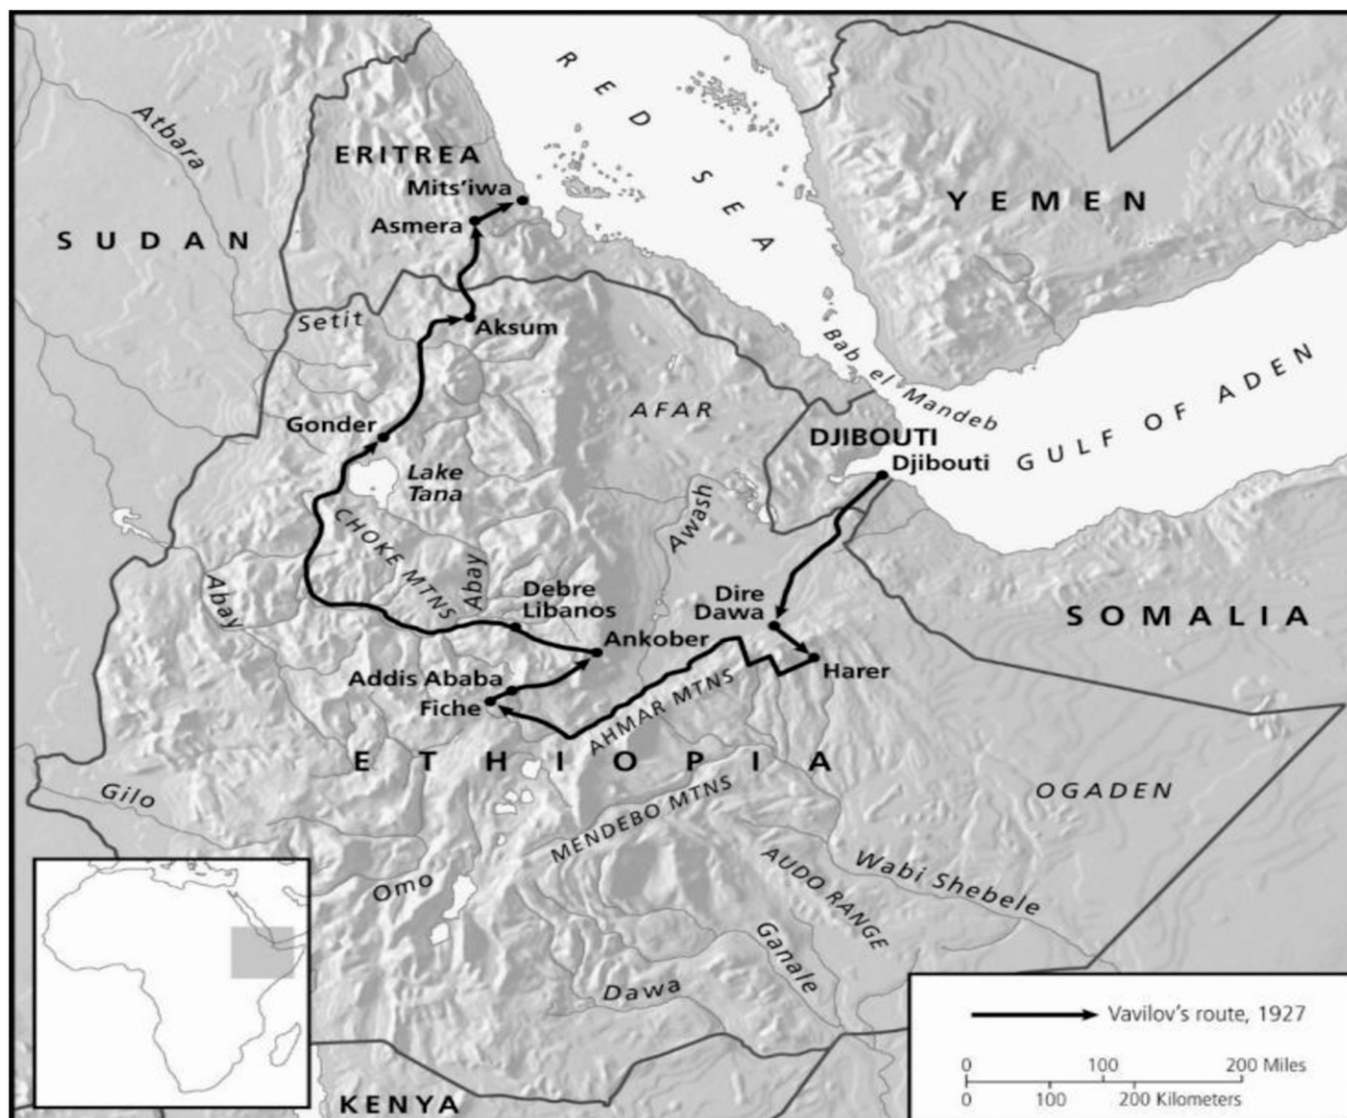 RED SEA
Atbara
ERITREA
Mits'iwa
YEMEN
Asmera
SUDAN
Setit
Aksum
Bab el Mandeb
GULF OF ADEN
AFAR
Gonder
DJIBOUTI
Djibouti
Lake
Tana
Awash
CHOKE MTNS
Abay
Abay
Debre
Libanos
Dire
Dawa
SOMALIA
Ankober
Harer
Addis Ababa
Fiche
AHMAR MTNS
ETHIOPIA
Gilo
OGADEN
MENDEBO MTNS
Omo
AUDO RANGE
Wabi Shebele
Ganale
Dawa
KENYA
Vavilov's route, 1927
0 100 200 Miles
0 100 200 Kilometers